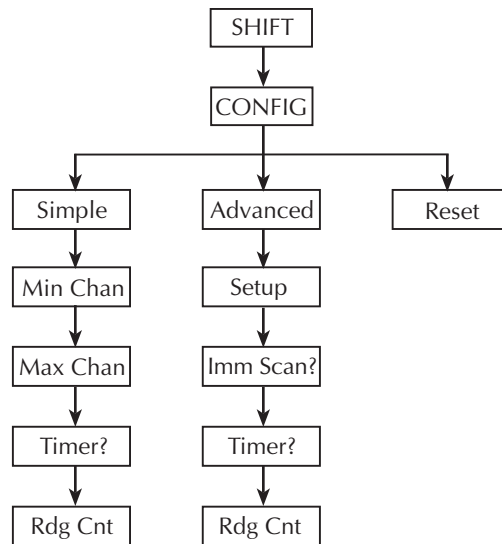 SHIFT
CONFIG
Simple
Advanced
Reset
Min Chan
Setup
Max Chan
Imm Scan?
Timer?
Timer?
Rdg Cnt
Rdg Cnt